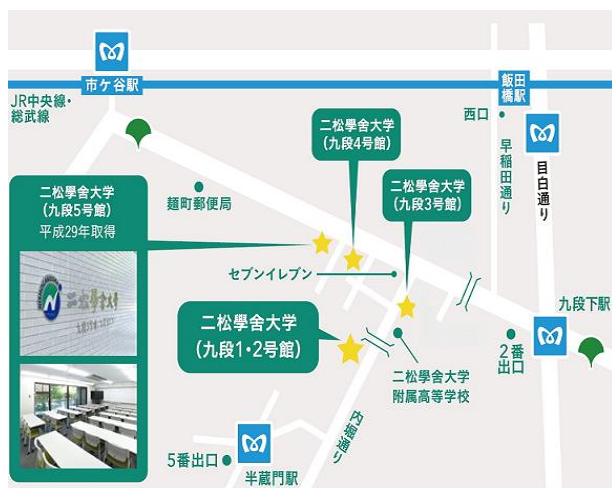 市ケ谷駅
JR中央線・
総武線
飯田
橋駅
西口
早稲田通り
目白通り
二松學舍大学
(九段4号館)
二松學舍大学
(九段3号館)
麹町郵便局
二松學舍大学
(九段5号館)
平成29年取得
二松學舍大学
セブンイレブン
二松學舍大学
(九段1・2号館)
九段下駅
2番
出口
二松學舍大学
附属高等学校
内堀通り
5番出口
半蔵門駅